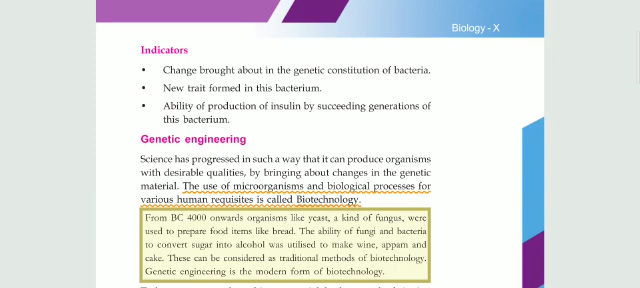 Biology - X
Indicators
• Change brought about in the genetic constitution of bacteria.
• New trait formed in this bacterium.
• Ability of production of insulin by succeeding generations of
this bacterium.
Genetic engineering
Science has progressed in such a way that it can produce organisms
with desirable qualities, by bringing about changes in the genetic
material. The use of microorganisms and biological processes for
various human requisites is called Biotechnology.
From BC 4000 onwards organisms like yeast, a kind of fungus, were
used to prepare food items like bread. The ability of fungi and bacteria
to convert sugar into alcohol was utilised to make wine, appam and
cake. These can be considered as traditional methods of biotechnology.
Genetic engineering is the modern form of biotechnology.